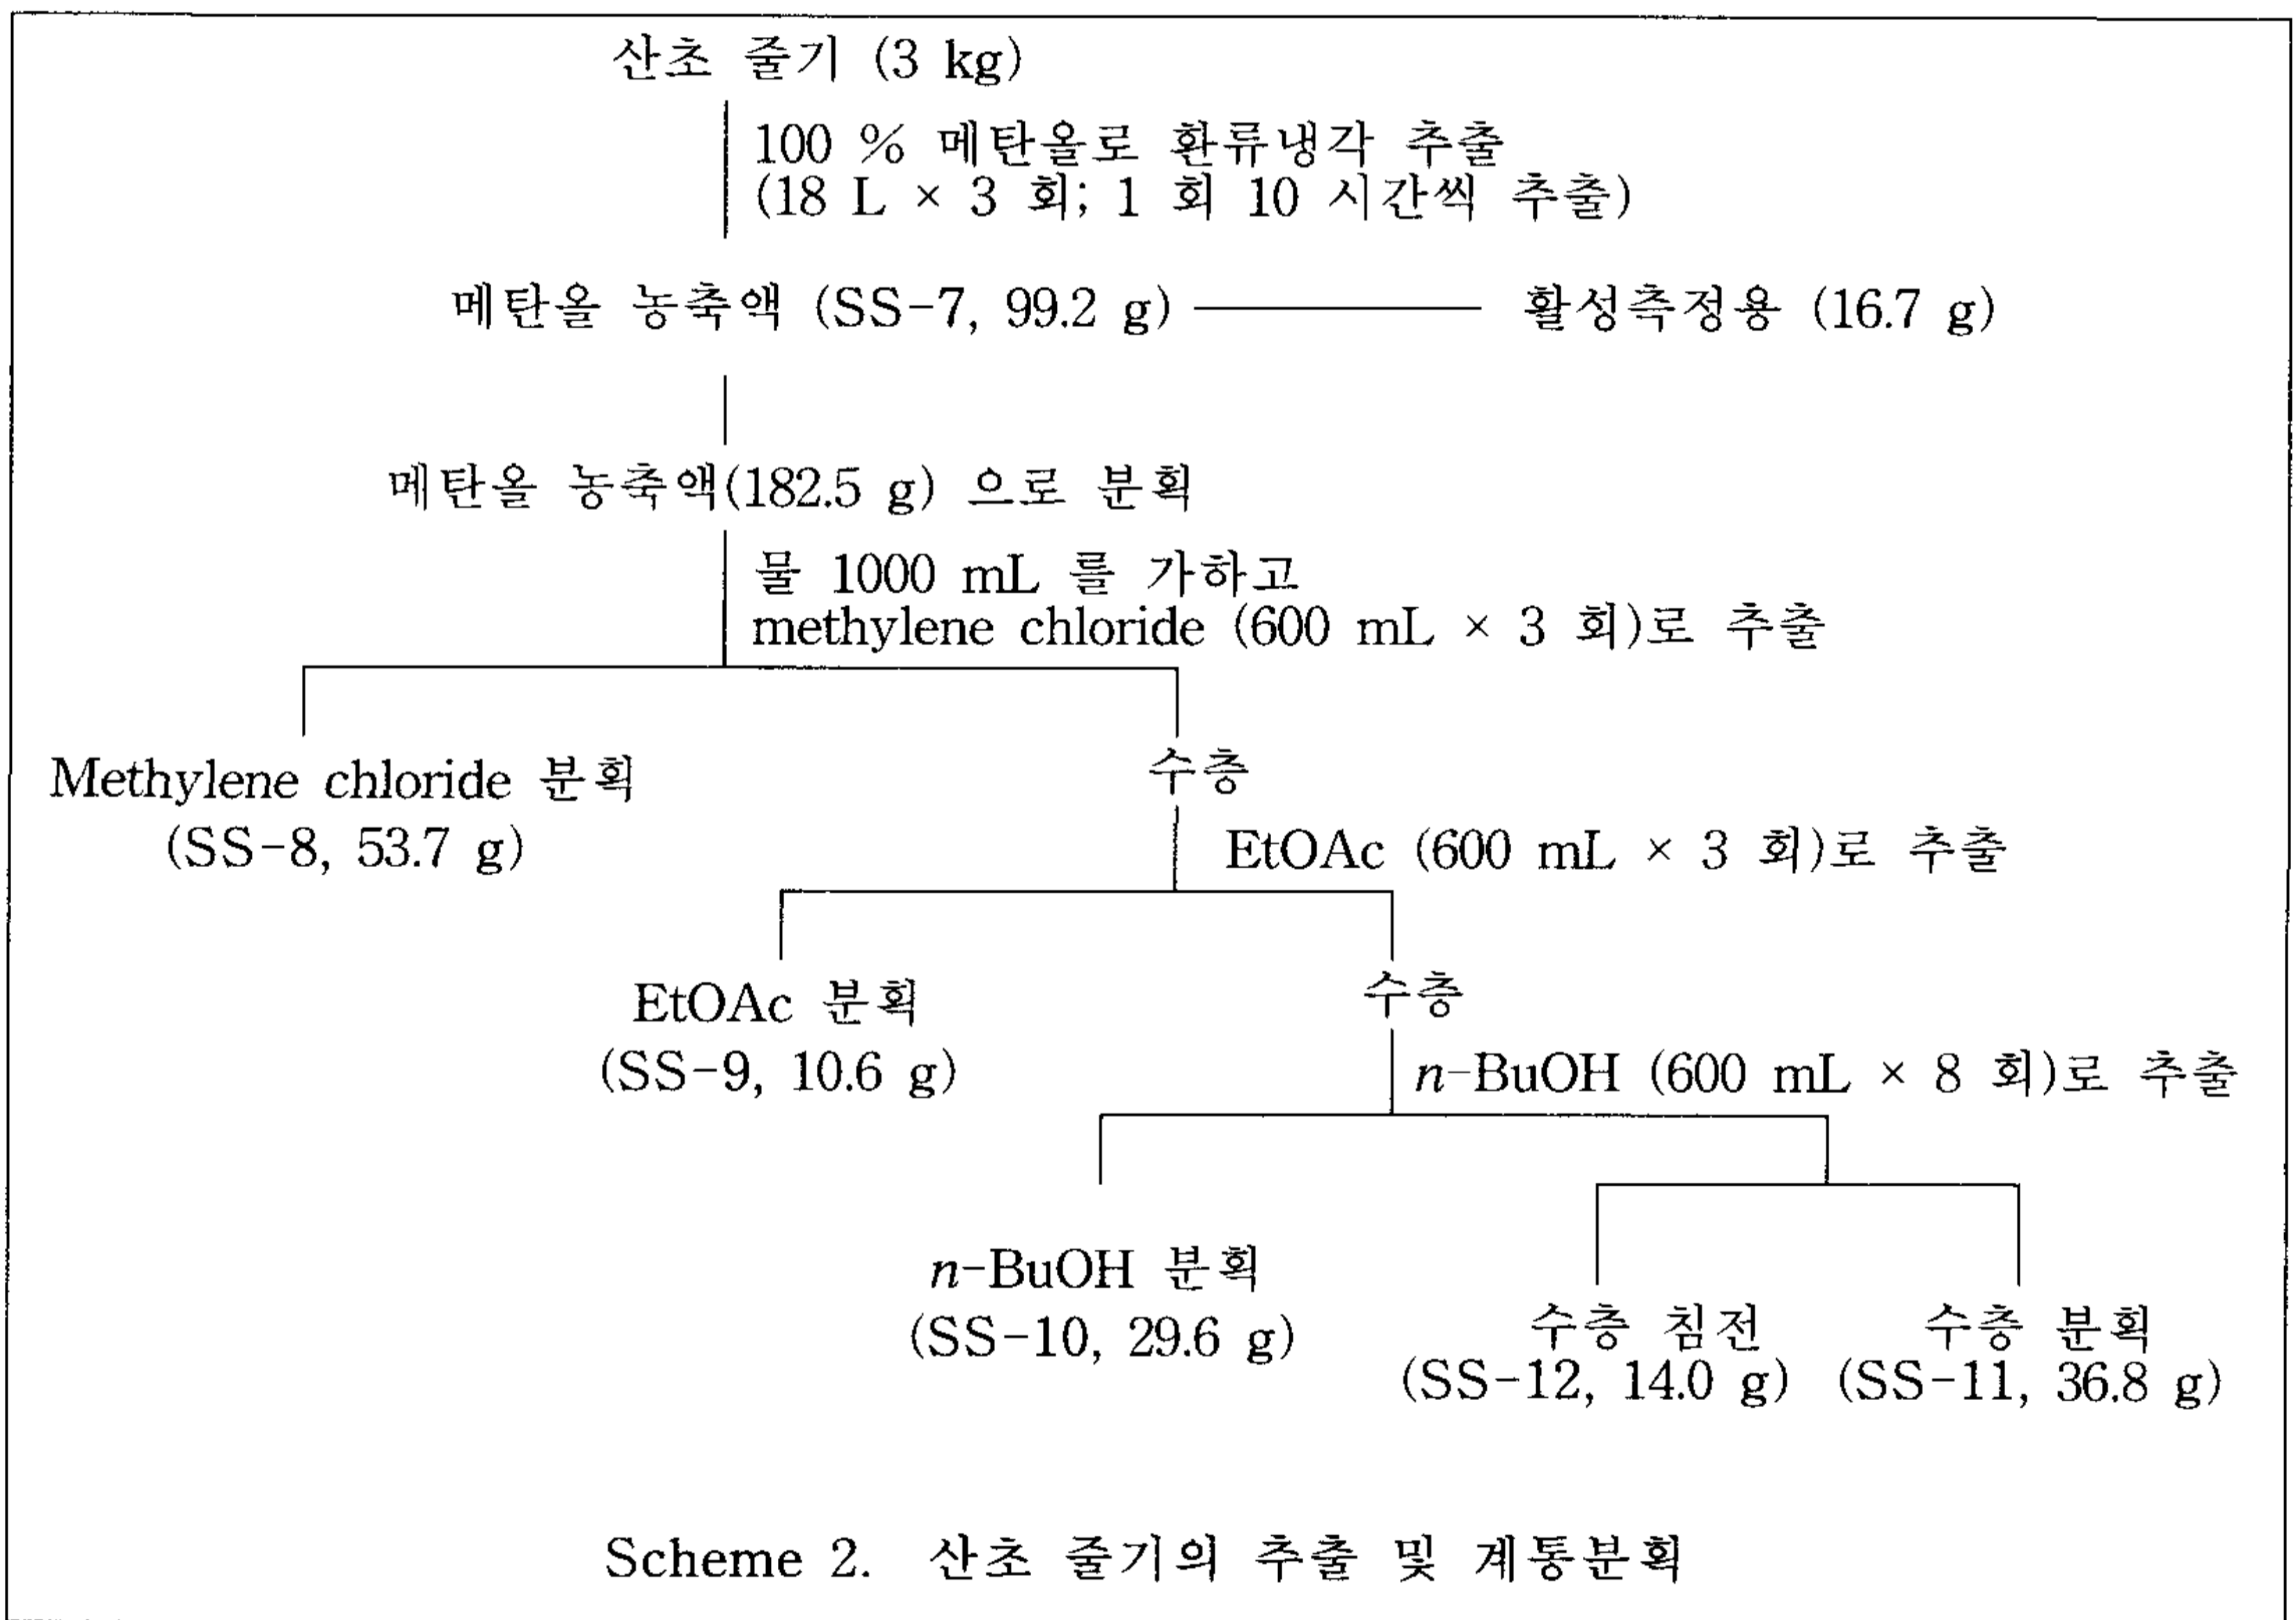 산초 줄기 (3 kg)
100 % 메탄올로 환류냉각 추출
(18 L × 3 회; 1 회 10 시간씩 추출)
메탄올 농축액 (SS-7, 99.2 g)
활성측정용 (16.7 g)
메탄올 농축액(182.5 g) 으로 분획
물 1000 mL 를 가하고
methylene chloride (600 mL × 3 회)로 추출
Methylene chloride 분획
(SS-8, 53.7 g)
수층
EtOAc (600 mL × 3 회)로 추출
EtOAc 분획
(SS-9, 10.6 g)
수층
n-BuOH (600 mL × 8 회)로 추출
n-BuOH 분획
(SS-10, 29.6 g)
수층 침전
(SS-12, 14.0 g)
수층 분획
(SS-11, 36.8 g)
Scheme 2. 산초 줄기의 추출 및 계통분획